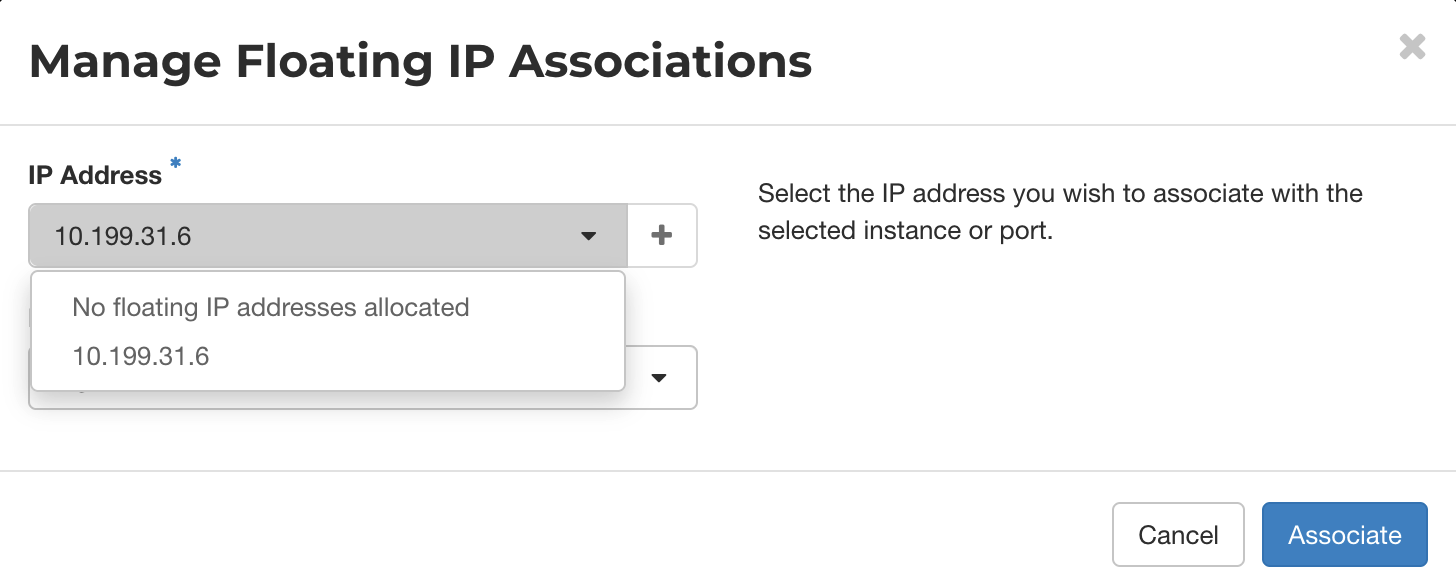 Manage Floating IP Associations
IP Address *
10.199.31.6
No floating IP addresses allocated
10.199.31.6
Select the IP address you wish to associate with the
selected instance or port.
Cancel
Associate